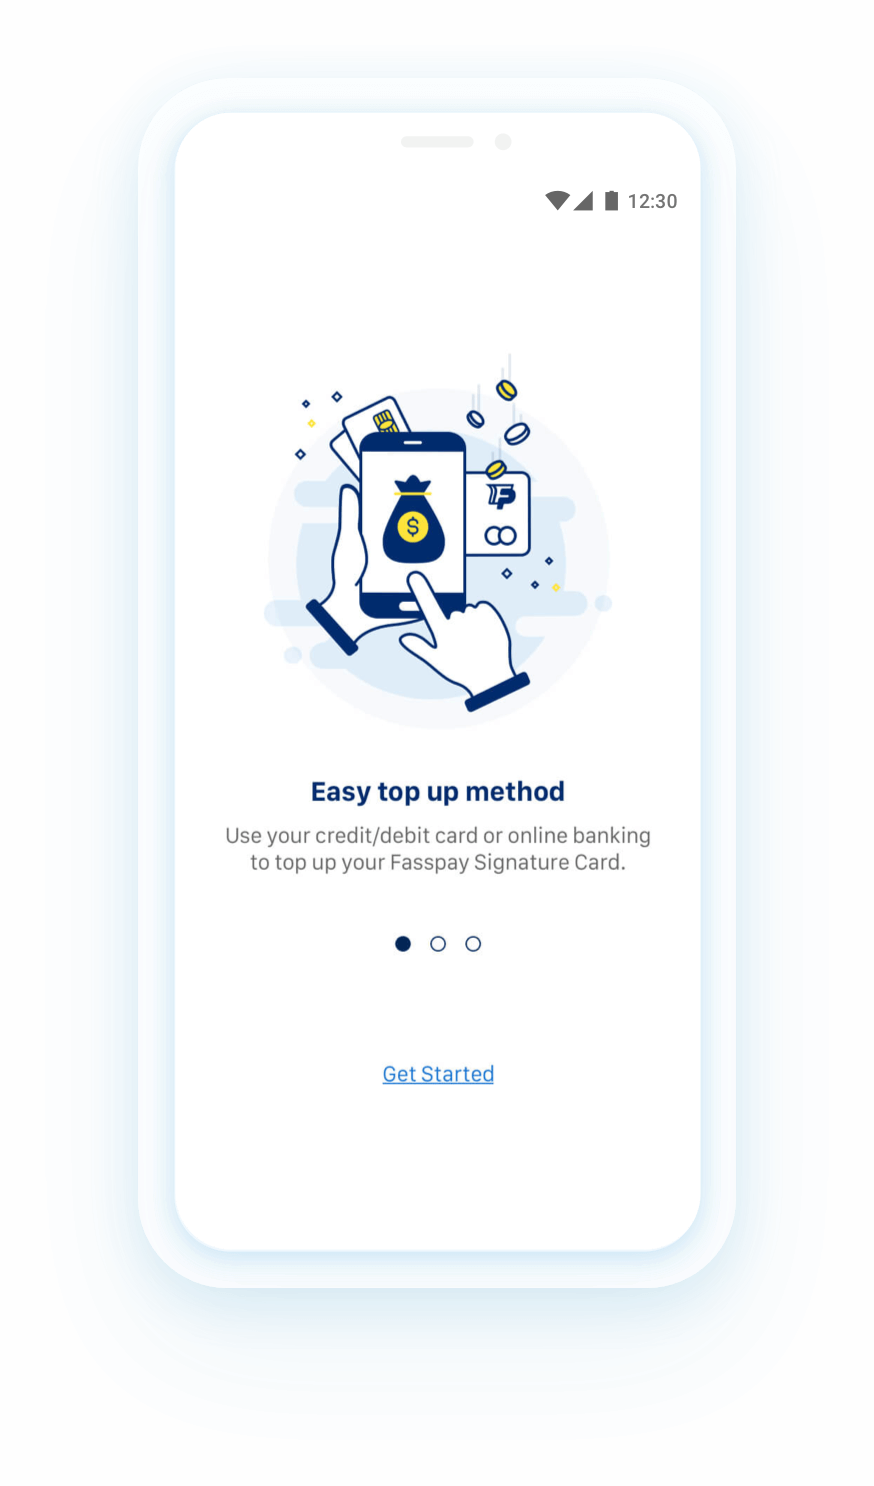 12:30
$
FP
Easy top up method
Use your credit/debit card or online banking
to top up your Fasspay Signature Card.
Get Started